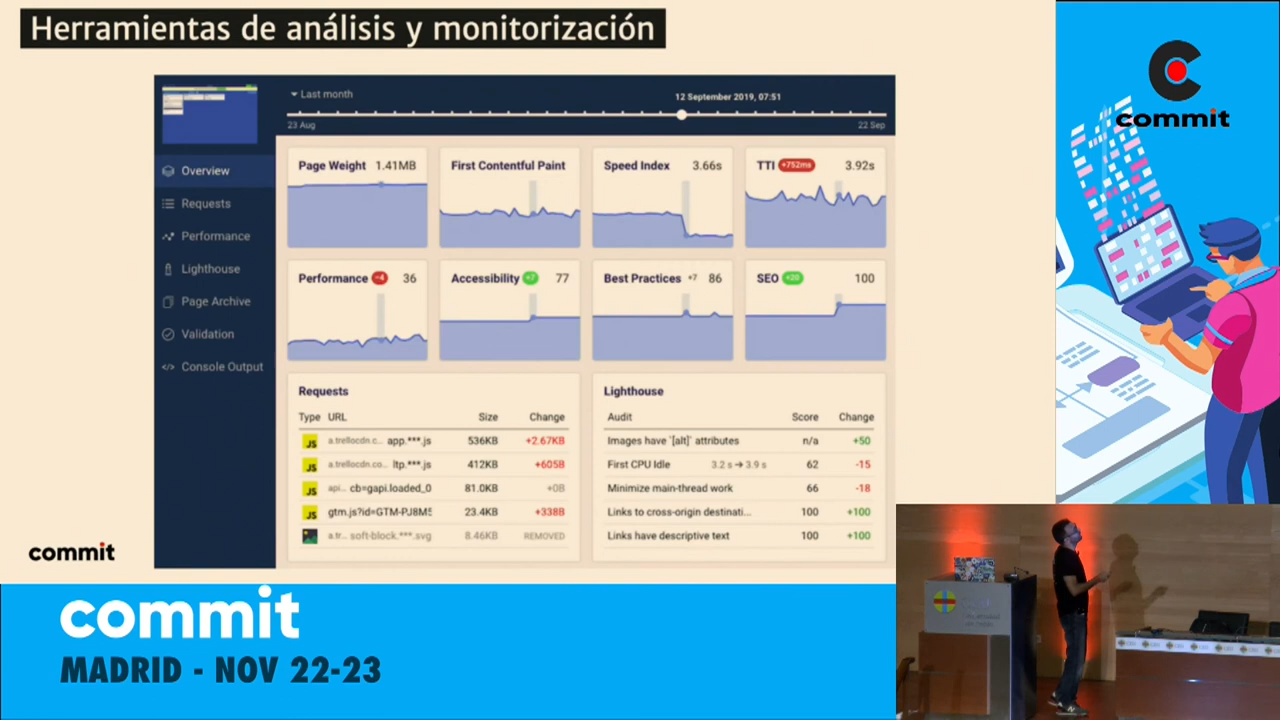 Herramientas de análisis y monitorización
Last month
12 September 2019, 07:51
23 Aug
22 Sep
Overview
Requests
Performance
Lighthouse
Page Archive
Validation
Console Output
Page Weight 1.41MB
First Contentful Paint
Speed Index 3.66s
TTI +752ms 3.92s
Performance -4 36
Accessibility +7 77
Best Practices +7 86
SEO +20 100
Requests
Type URL Size Change
JS a.trellocdn.c... app.***.js 536KB +2.67KB
JS a.trellocdn.co... ltp.***.js 412KB +605B
JS api... cb=gapi.loaded_0 81.0KB +0B
JS gtm.js?id=GTM-PJ8M 23.4KB +338B
a.tr... soft-block.***.svg 8.46KB REMOVED
Lighthouse
Audit Score Change
Images have `[alt]` attributes n/a +50
First CPU Idle 3.2 s → 3.9 s 62 -15
Minimize main-thread work 66 -18
Links to cross-origin destinati... 100 +100
Links have descriptive text 100 +100
commit
commit
commit
MADRID - NOV 22-23